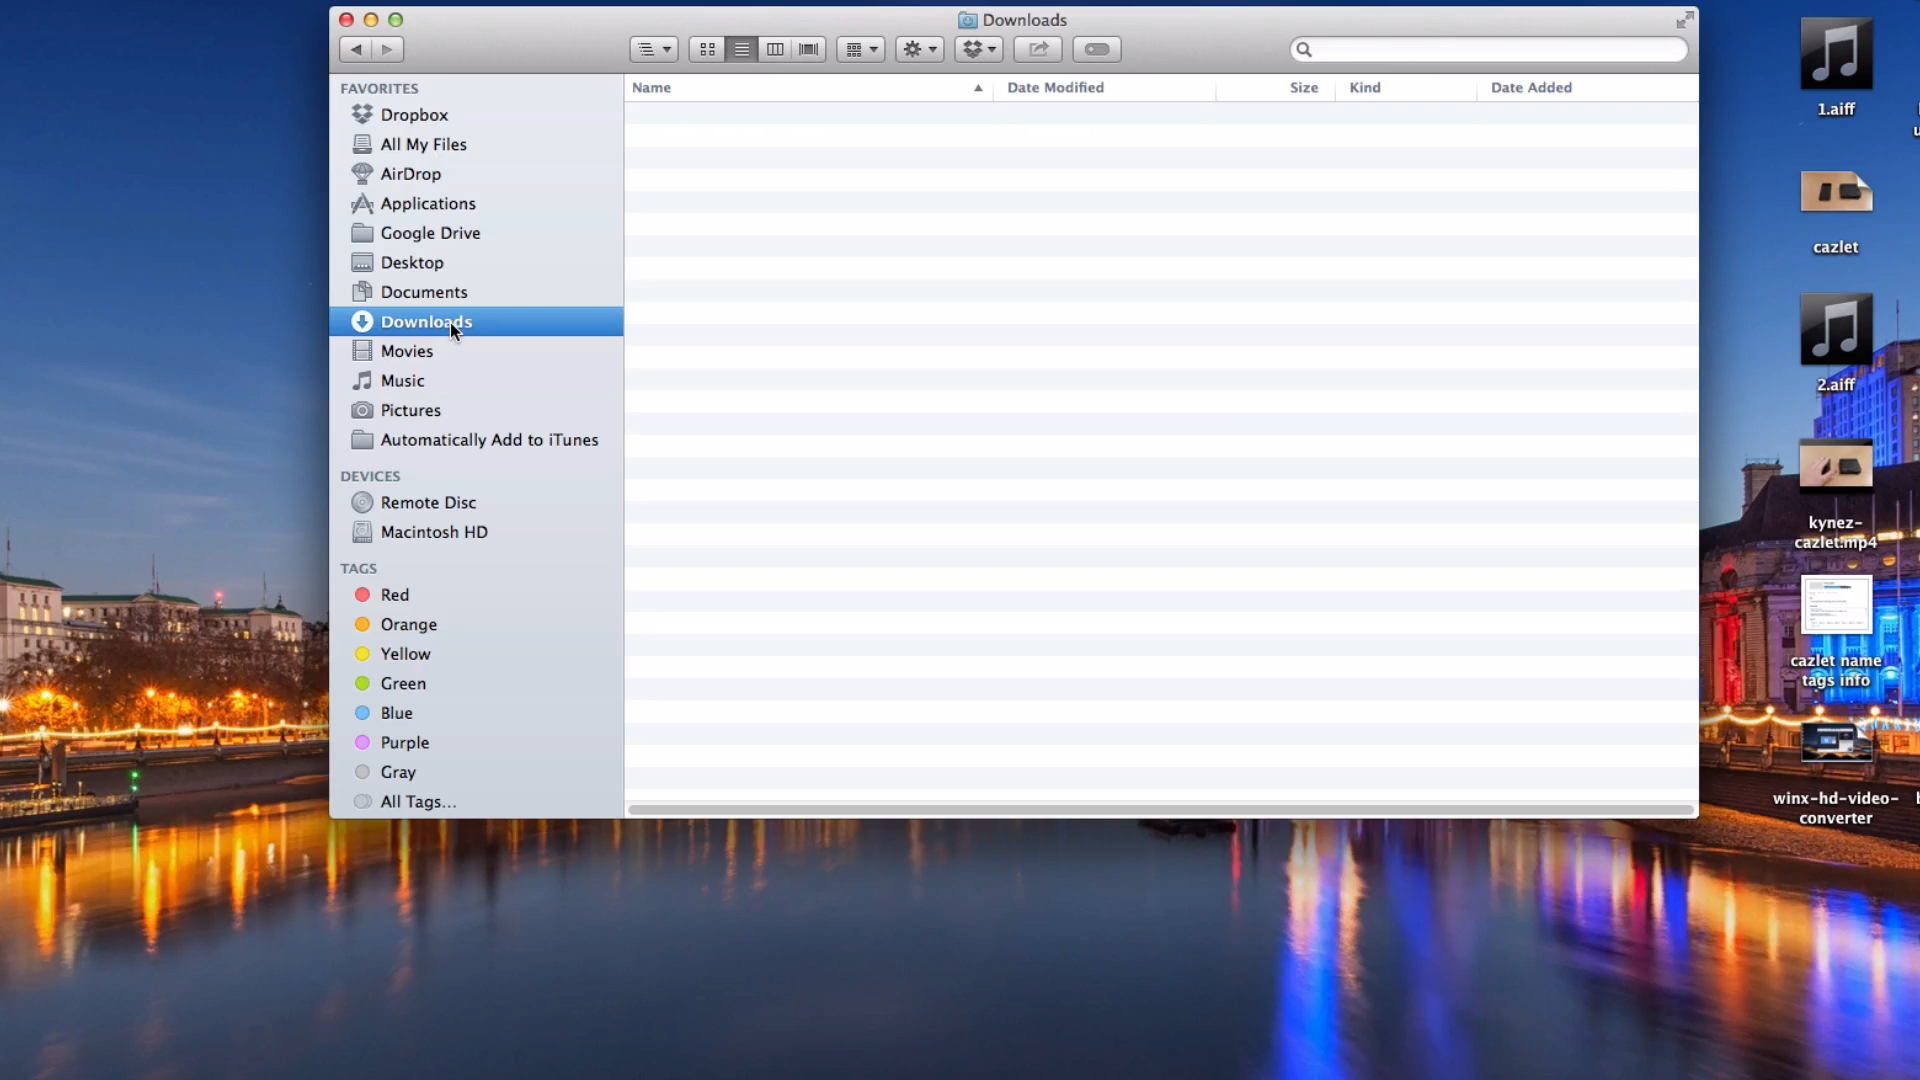 Downloads
FAVORITES
Dropbox
All My Files
AirDrop
Applications
Google Drive
Desktop
Documents
Downloads
Movies
Music
Pictures
Automatically Add to iTunes
DEVICES
Remote Disc
Macintosh HD
TAGS
Red
Orange
Yellow
Green
Blue
Purple
Gray
All Tags...
Name
Date Modified
Size
Kind
Date Added
1.aiff
cazlet
2.aiff
kynez-
cazlet.mp4
cazlet name
tags info
winx-hd-video-
converter